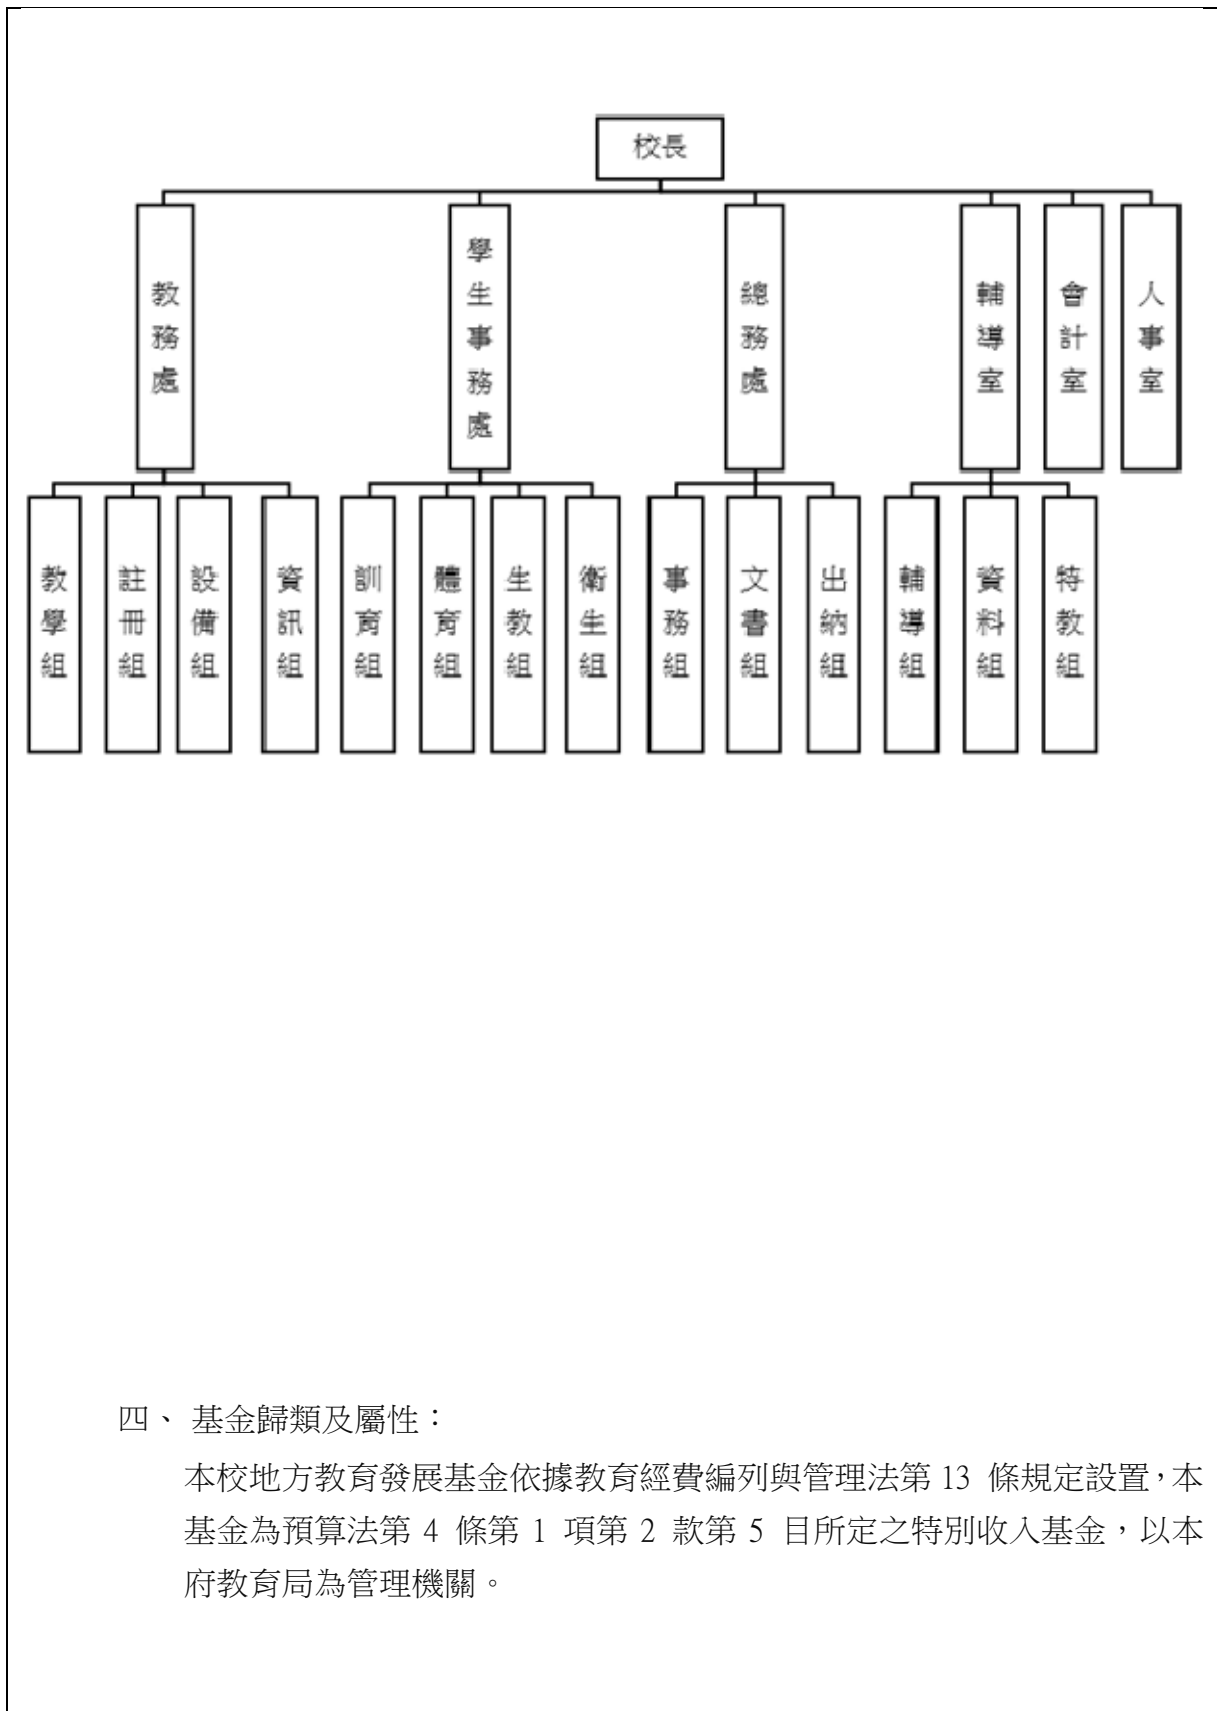 校長
教務處
學生事務處
總務處
輔導室
會計室
人事室
教學組
註冊組
設備組
資訊組
訓育組
體育組
生教組
衛生組
事務組
文書組
出納組
輔導組
資料組
特教組
四、 基金歸類及屬性：
本校地方教育發展基金依據教育經費編列與管理法第 13 條規定設置，本
基金為預算法第 4 條第 1 項第 2 款第 5 目所定之特別收入基金，以本
府教育局為管理機關。